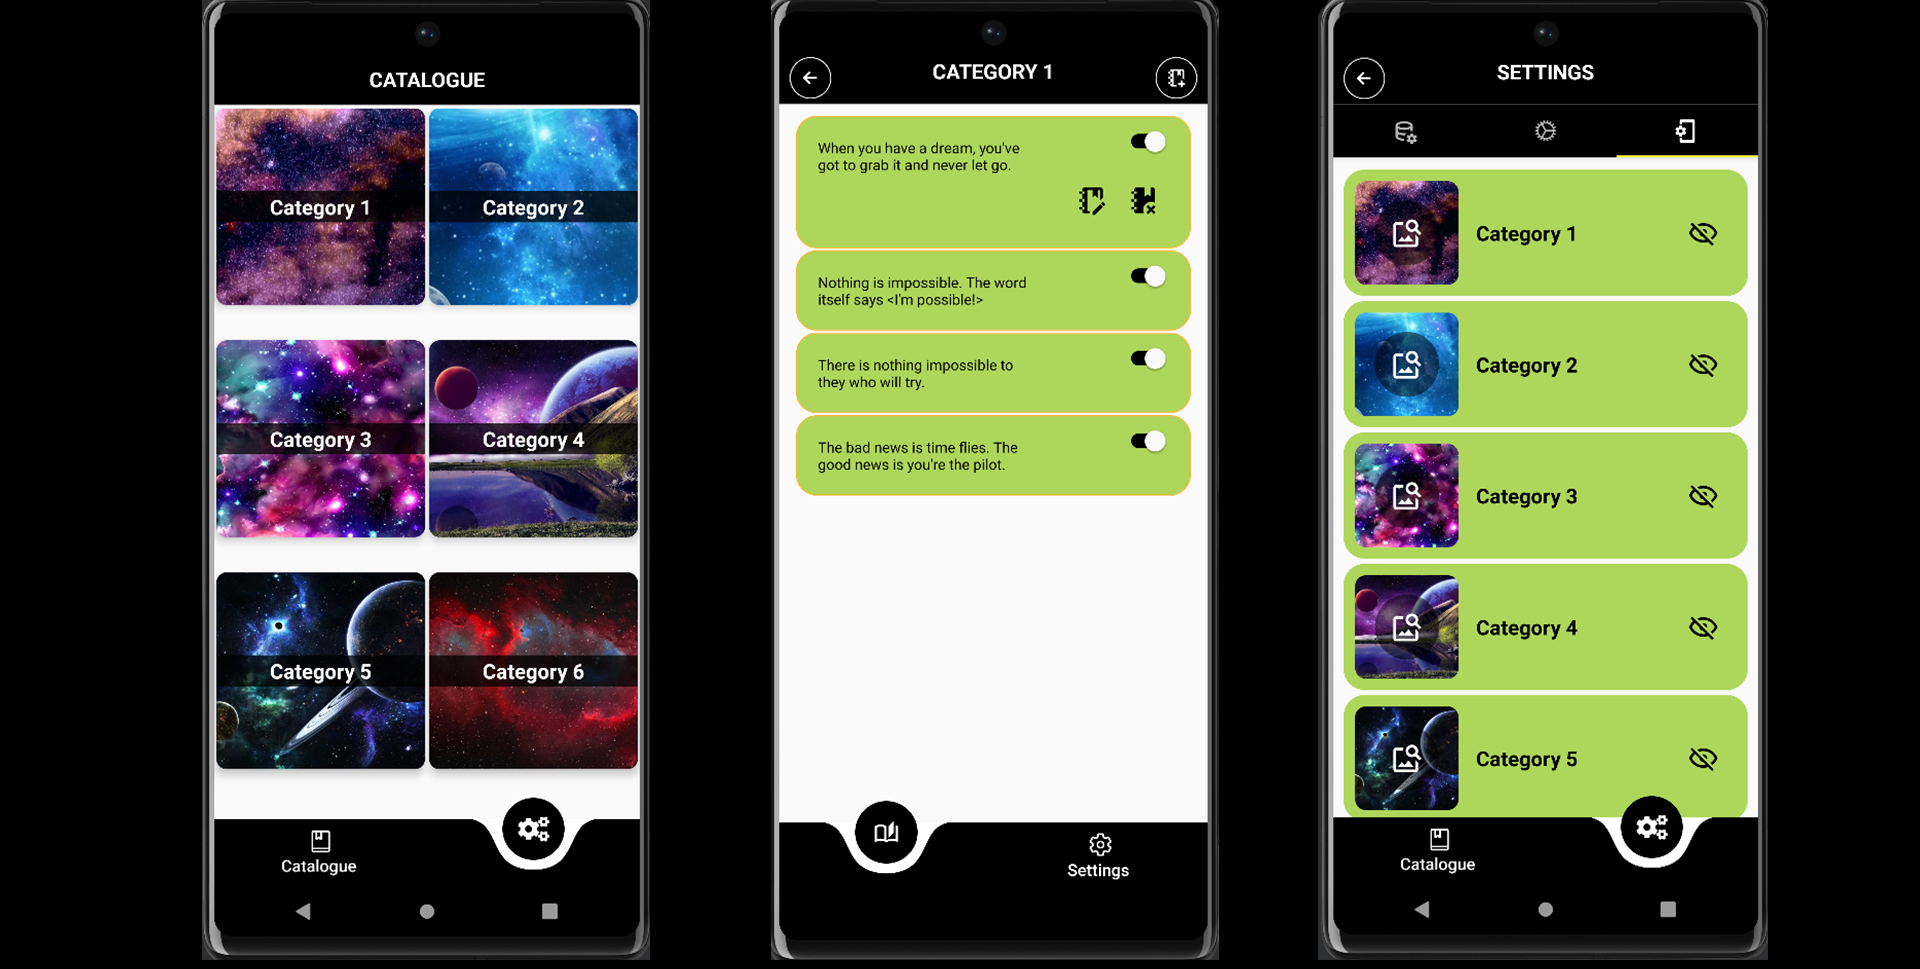 CATALOGUE
Category 1
Category 2
Category 3
Category 4
Category 5
Category 6
Catalogue
CATEGORY 1
When you have a dream, you've
got to grab it and never let go.
Nothing is impossible. The word
itself says <I'm possible!>
There is nothing impossible to
they who will try.
The bad news is time flies. The
good news is you're the pilot.
Settings
SETTINGS
Category 1
Category 2
Category 3
Category 4
Category 5
Catalogue